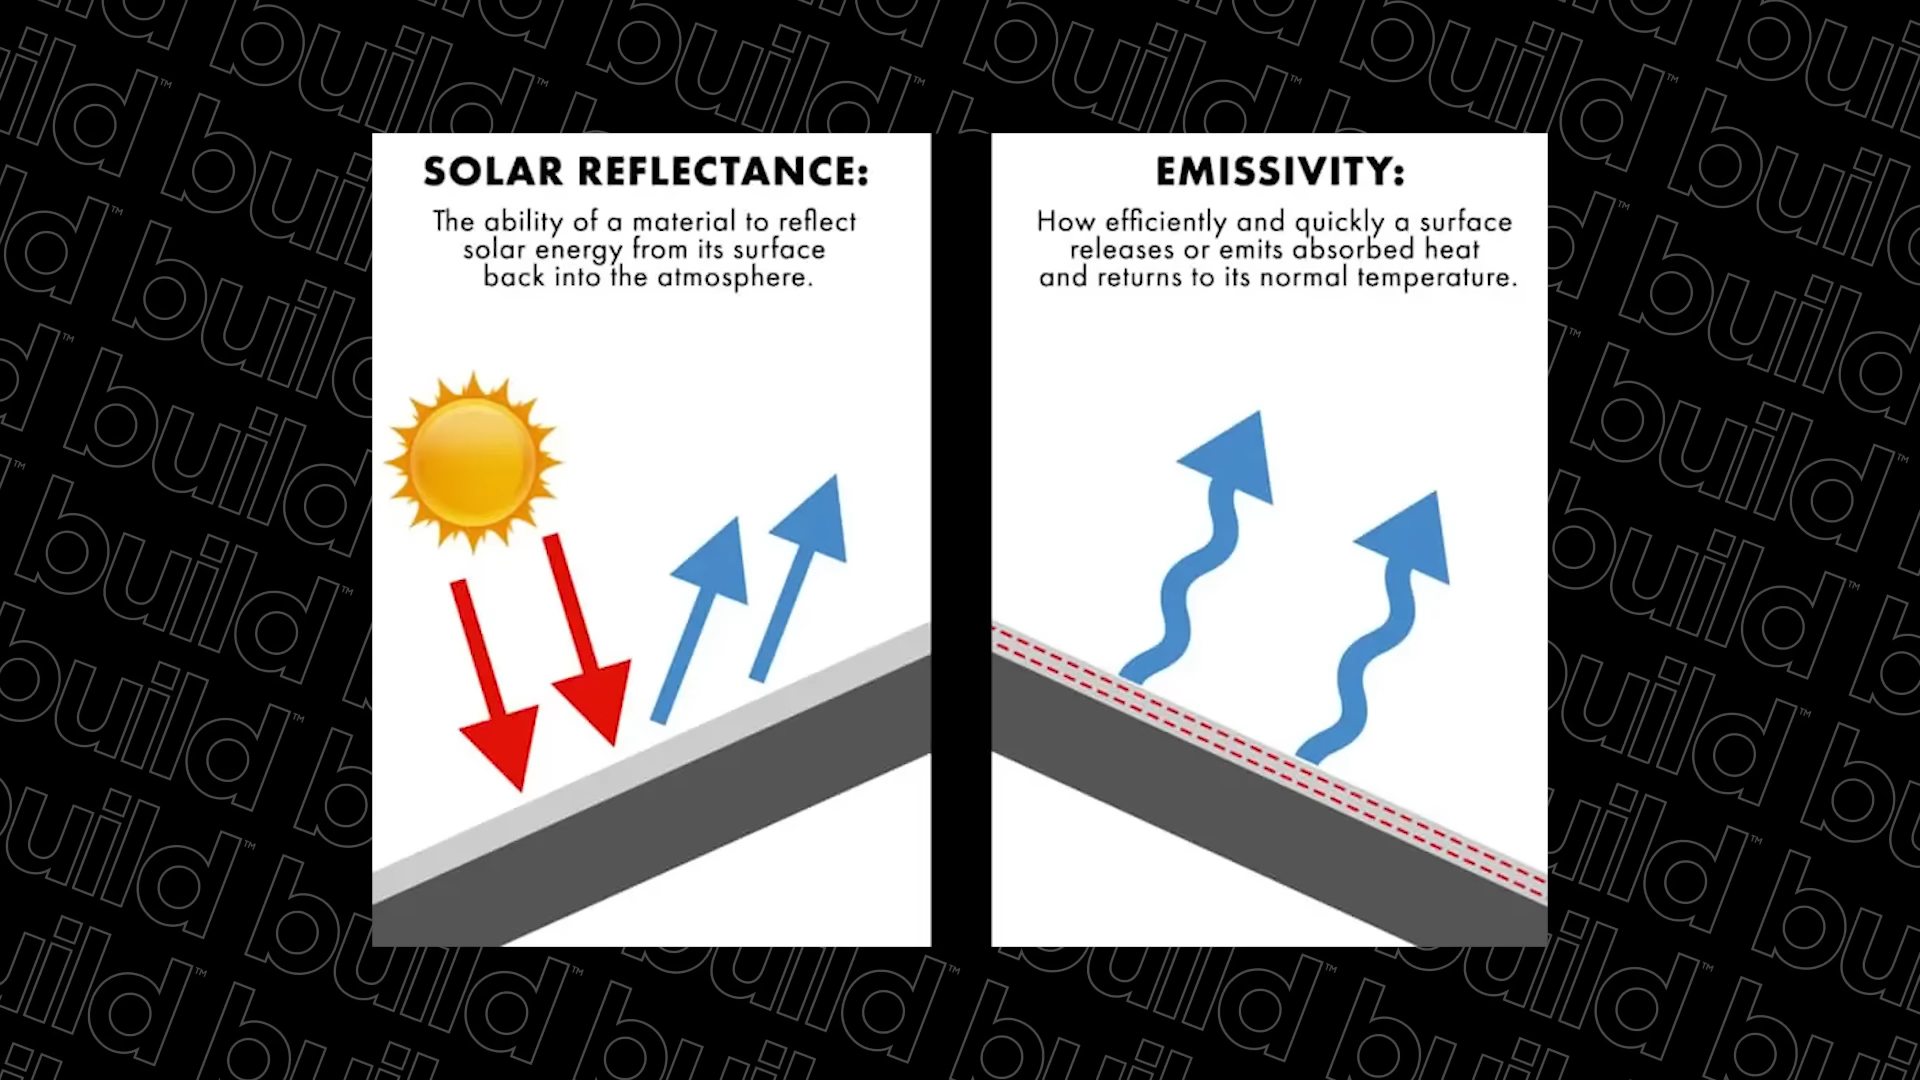 SOLAR REFLECTANCE:
The ability of a material to reflect
solar energy from its surface
back into the atmosphere.
EMISSIVITY:
How efficiently and quickly a surface
releases or emits absorbed heat
and returns to its normal temperature.
build™